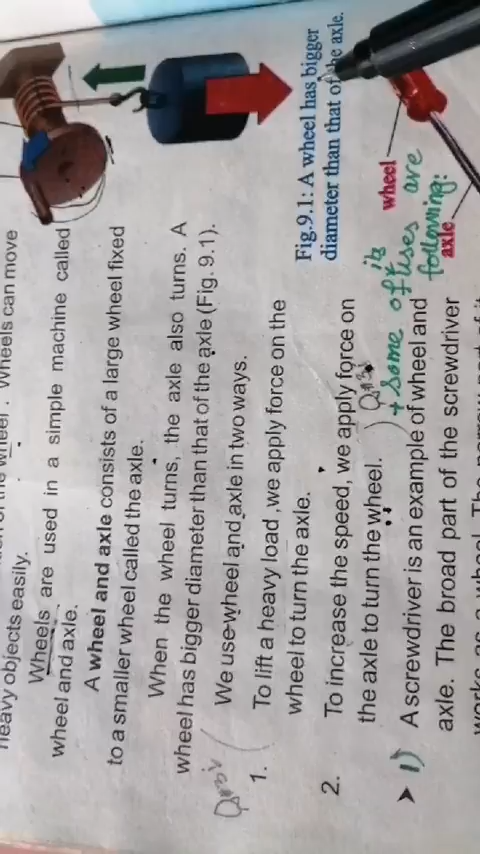 heavy objects easily.
Wheels are used in a simple machine called
wheel and axle.
A wheel and axle consists of a large wheel fixed
to a smaller wheel called the axle.
When the wheel turns, the axle also turns. A
wheel has bigger diameter than that of the axle (Fig. 9.1).
We use wheel and axle in two ways.
1. To lift a heavy load ,we apply force on the
wheel to turn the axle.
2. To increase the speed, we apply force on
the axle to turn the wheel.
+ some of its uses are
following:
1) A screwdriver is an example of wheel and
axle. The broad part of the screwdriver
Fig.9.1: A wheel has bigger
diameter than that of the axle.
wheel
axle